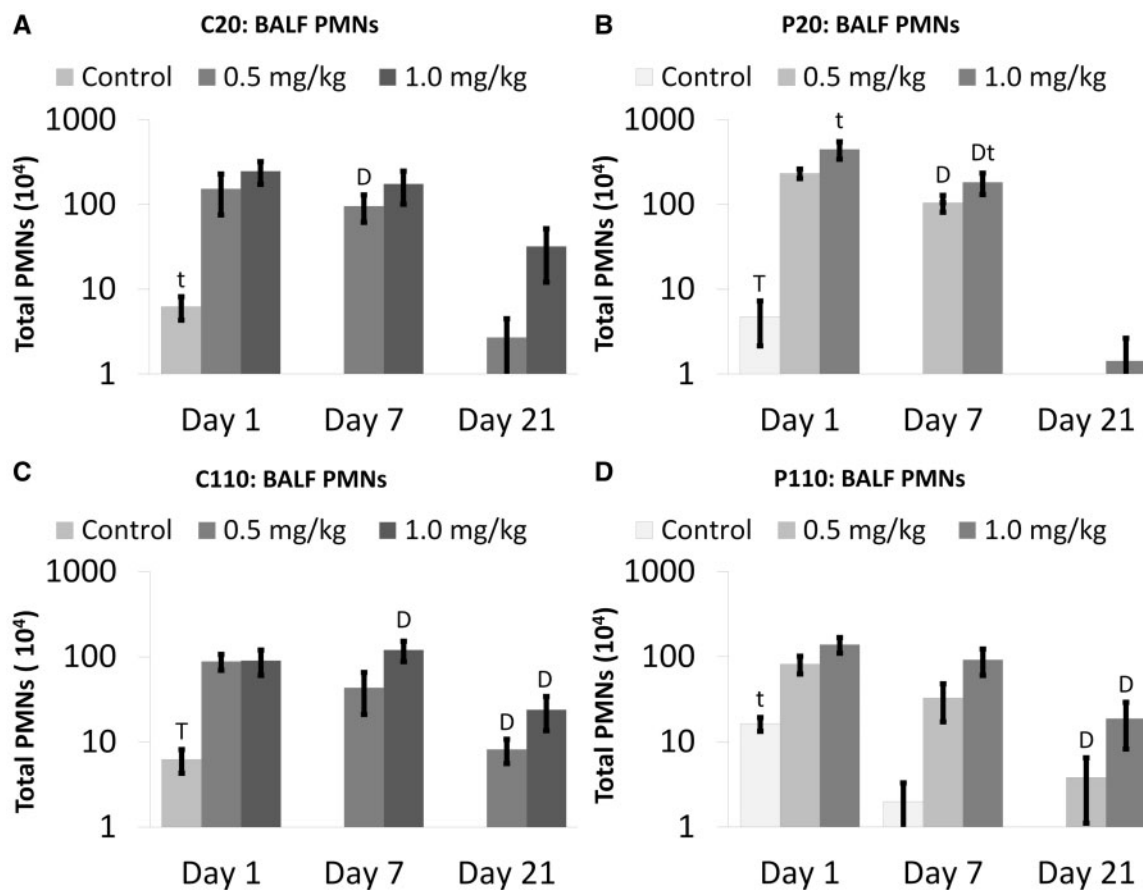 A
C20: BALF PMNs
Control 0.5 mg/kg 1.0 mg/kg
Total PMNs (10⁴)
1000
100
10
1
t
D
Day 1 Day 7 Day 21
B
P20: BALF PMNs
Control 0.5 mg/kg 1.0 mg/kg
Total PMNs (10⁴)
1000
100
10
1
T
t
D
Dt
Day 1 Day 7 Day 21
C
C110: BALF PMNs
Control 0.5 mg/kg 1.0 mg/kg
Total PMNs ( 10⁴)
1000
100
10
1
T
D
D
D
Day 1 Day 7 Day 21
D
P110: BALF PMNs
Control 0.5 mg/kg 1.0 mg/kg
Total PMNs (10⁴)
1000
100
10
1
t
D
D
Day 1 Day 7 Day 21